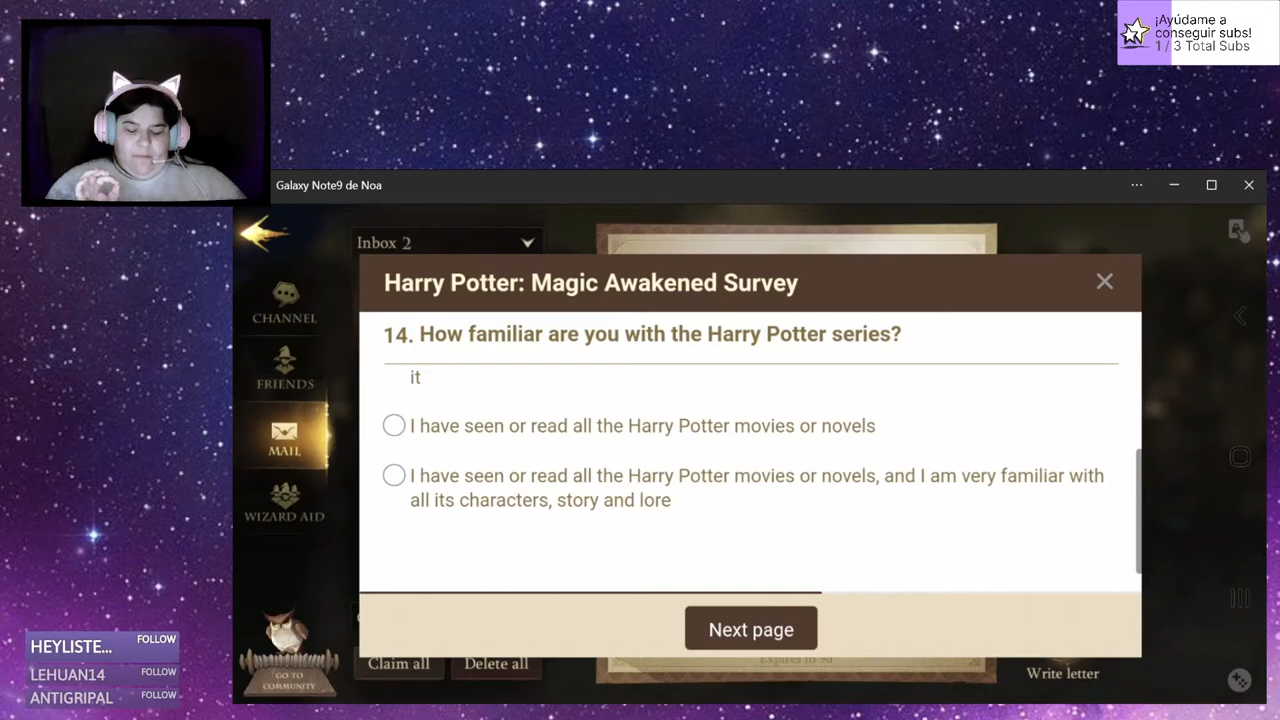 ¡Ayúdame a
conseguir subs!
1 / 3 Total Subs
Galaxy Note9 de Noa
Inbox 2
CHANNEL
FRIENDS
MAIL
WIZARD AID
GO TO
COMMUNITY
Harry Potter: Magic Awakened Survey
14. How familiar are you with the Harry Potter series?
it
I have seen or read all the Harry Potter movies or novels
I have seen or read all the Harry Potter movies or novels, and I am very familiar with
all its characters, story and lore
Next page
Claim all
Delete all
Expires in 9d
Write letter
HEYLISTE... FOLLOW
LEHUAN14 FOLLOW
ANTIGRIPAL FOLLOW